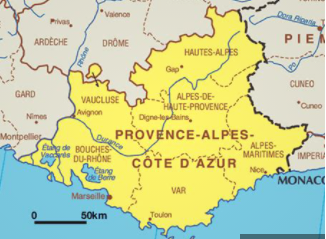 Dora Riparia
Valence
Privas
PIEM
ARDÈCHE
DRÔME
HAUTES-ALPES
Rhône
Gap
CUNEO
GARD
VAUCLUSE
ALPES-
DE-
HAUTE-PROVENCE
Cuneo
Nîmes
Avignon
Digne-les-Bains
Montpellier
Durance
PROVENCE-ALPES-
CÔTE D'AZUR
BOUCHES-
DU-RHÔNE
Étang de
Vaccarès
Étang
de Berre
ALPES-
MARITIMES
IMPERIA
Nice
MONACO
VAR
Marseille
Toulon
0
50km